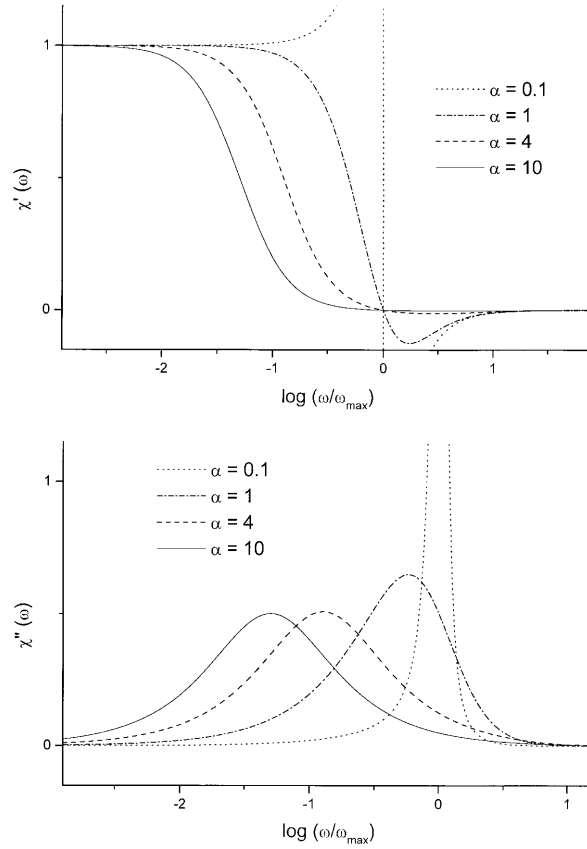 1
α = 0.1
α = 1
α = 4
α = 10
χ' (ω)
0
-2
-1
0
1
log (ω/ω_max)
1
α = 0.1
α = 1
α = 4
α = 10
χ" (ω)
0
-2
-1
0
1
log (ω/ω_max)